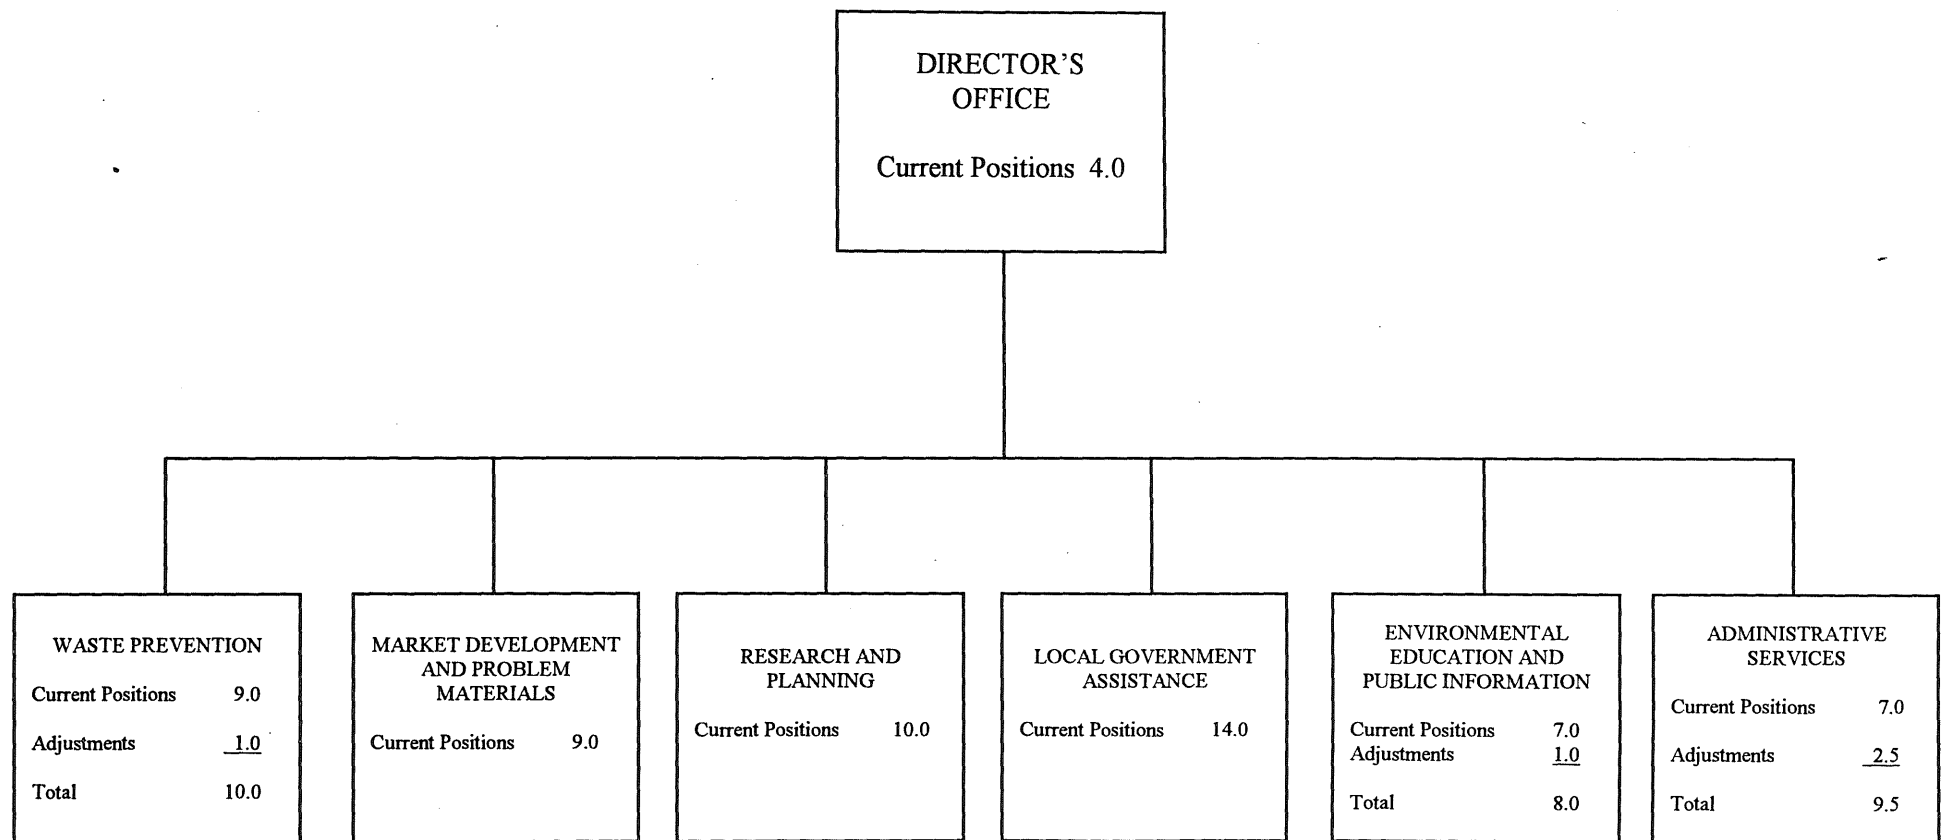 DIRECTOR'S
OFFICE
Current Positions 4.0
WASTE PREVENTION
Current Positions 9.0
Adjustments 1.0
Total 10.0
MARKET DEVELOPMENT
AND PROBLEM
MATERIALS
Current Positions 9.0
RESEARCH AND
PLANNING
Current Positions 10.0
LOCAL GOVERNMENT
ASSISTANCE
Current Positions 14.0
ENVIRONMENTAL
EDUCATION AND
PUBLIC INFORMATION
Current Positions 7.0
Adjustments 1.0
Total 8.0
ADMINISTRATIVE
SERVICES
Current Positions 7.0
Adjustments 2.5
Total 9.5